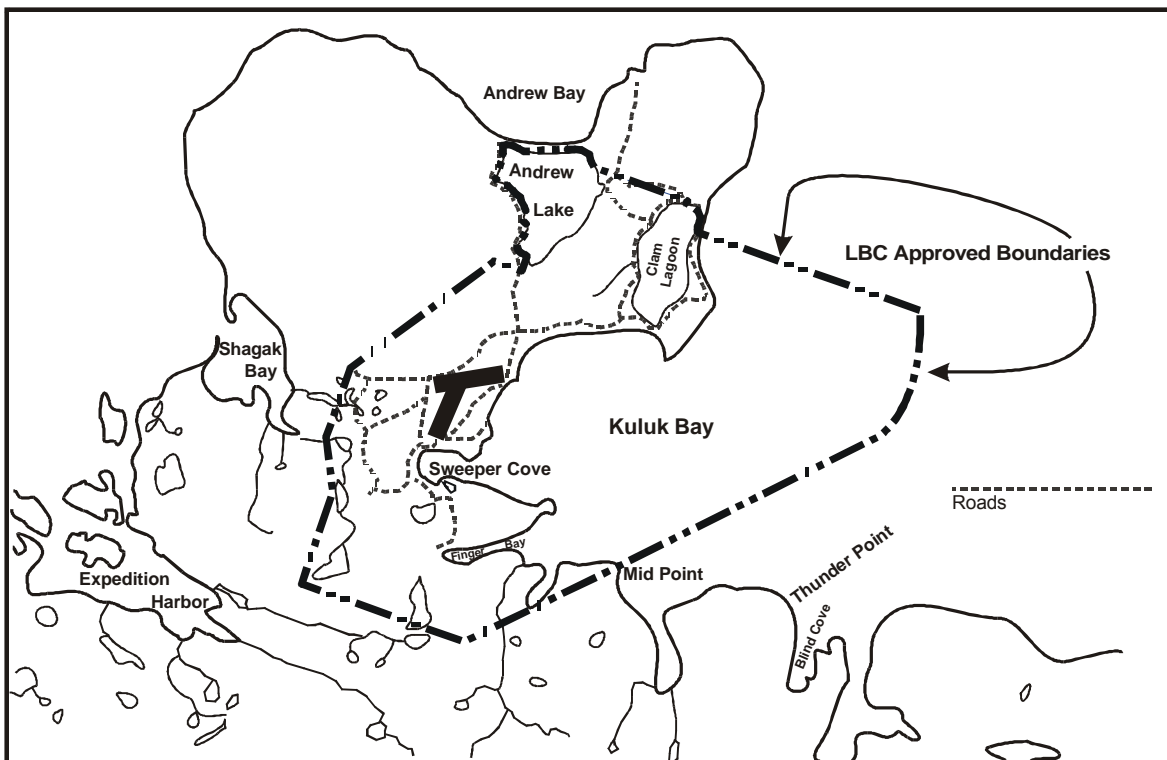 Andrew Bay
Andrew
Lake
Clam
Lagoon
LBC Approved Boundaries
Shagak
Bay
Kuluk Bay
Sweeper Cove
Roads
Finger Bay
Mid Point
Thunder Point
Blind Cove
Expedition
Harbor